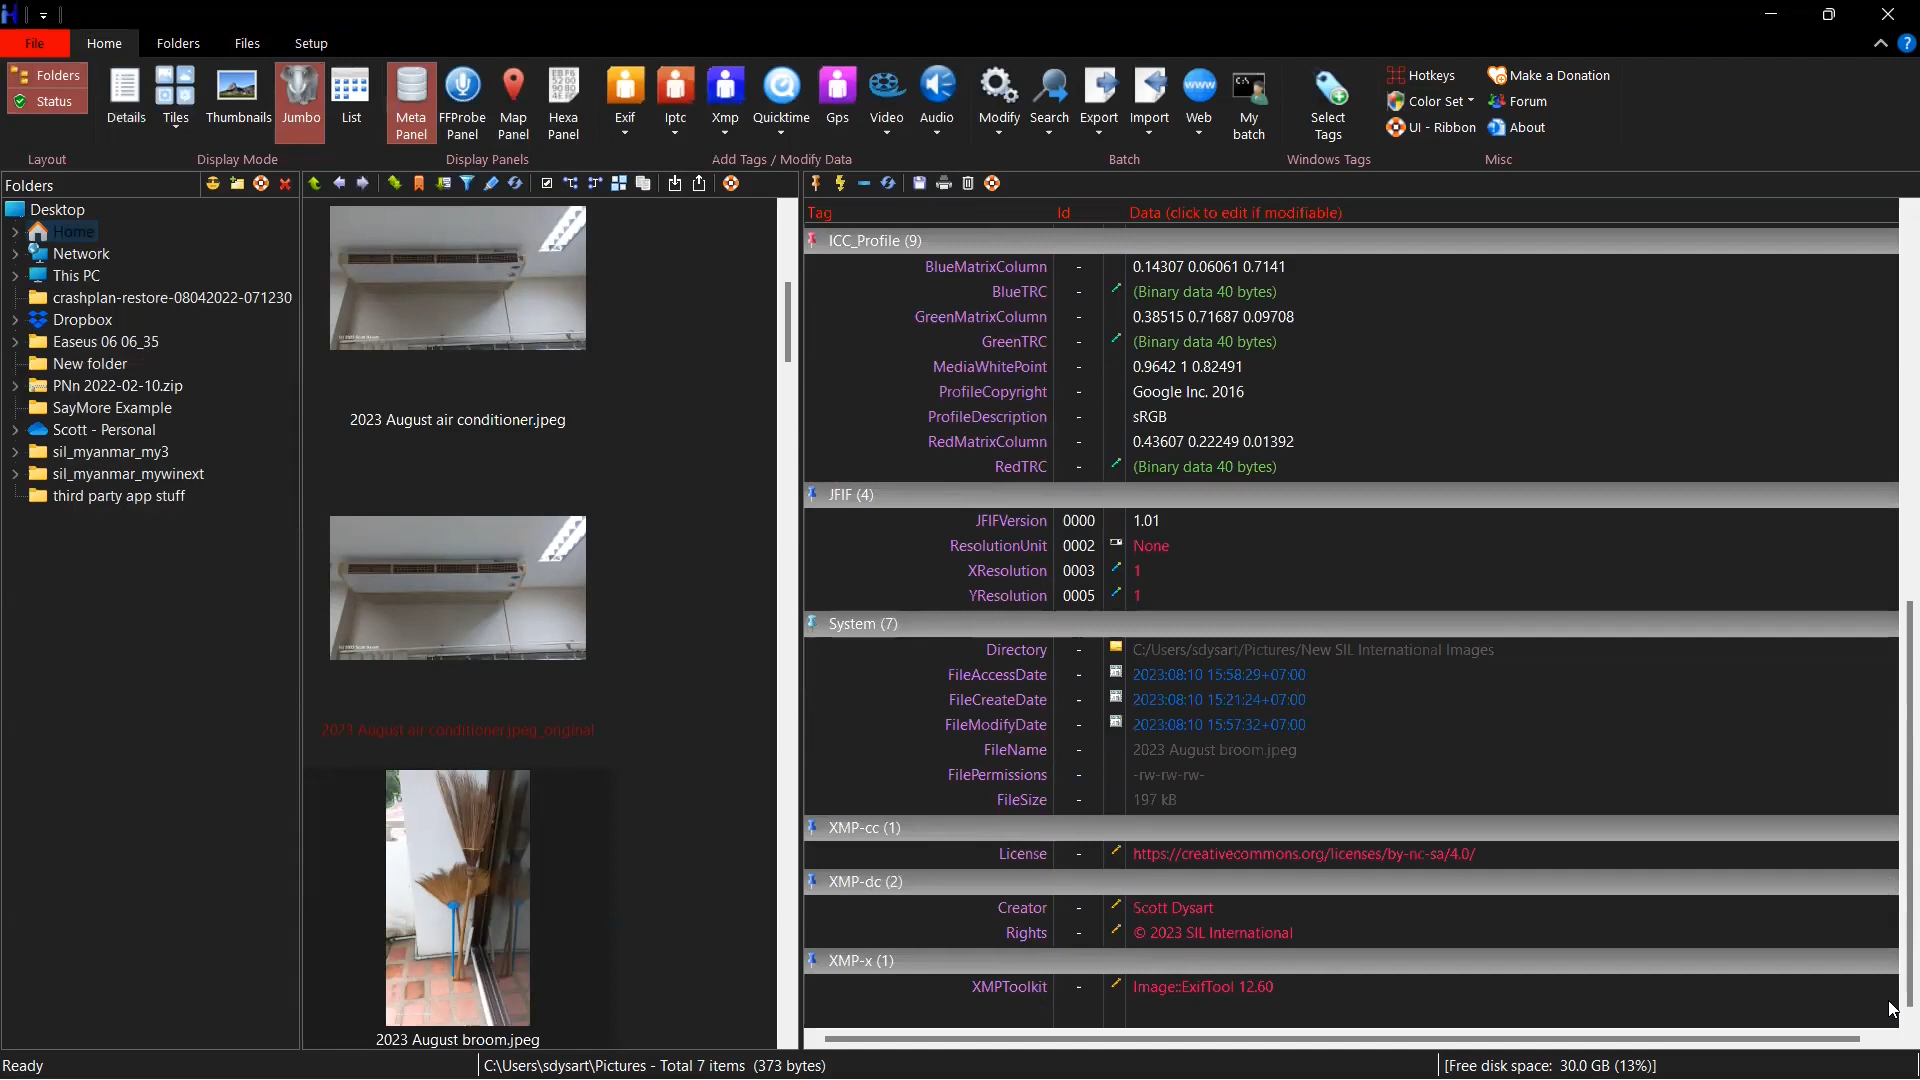 File Home Folders Files Setup
Folders
Status
Details Tiles Thumbnails Jumbo List
Meta Panel FFProbe Panel Map Panel Hexa Panel
Exif Iptc Xmp Quicktime Gps Video Audio
Modify Search Export Import Web My batch
Select Tags
Hotkeys Make a Donation
Color Set Forum
UI - Ribbon About
Layout Display Mode Display Panels Add Tags / Modify Data Batch Windows Tags Misc
Folders
Desktop
Home
Network
This PC
crashplan-restore-08042022-071230
Dropbox
Easeus 06 06_35
New folder
PNn 2022-02-10.zip
SayMore Example
Scott - Personal
sil_myanmar_my3
sil_myanmar_mywinext
third party app stuff
2023 August air conditioner.jpeg
2023 August air conditioner.jpeg_original
2023 August broom.jpeg
Tag Id Data (click to edit if modifiable)
ICC_Profile (9)
BlueMatrixColumn - 0.14307 0.06061 0.7141
BlueTRC - (Binary data 40 bytes)
GreenMatrixColumn - 0.38515 0.71687 0.09708
GreenTRC - (Binary data 40 bytes)
MediaWhitePoint - 0.9642 1 0.82491
ProfileCopyright - Google Inc. 2016
ProfileDescription - sRGB
RedMatrixColumn - 0.43607 0.22249 0.01392
RedTRC - (Binary data 40 bytes)
JFIF (4)
JFIFVersion 0000 1.01
ResolutionUnit 0002 None
XResolution 0003 1
YResolution 0005 1
System (7)
Directory - C:/Users/sdysart/Pictures/New SIL International Images
FileAccessDate - 2023:08:10 15:58:29+07:00
FileCreateDate - 2023:08:10 15:21:24+07:00
FileModifyDate - 2023:08:10 15:57:32+07:00
FileName - 2023 August broom.jpeg
FilePermissions - -rw-rw-rw-
FileSize - 197 kB
XMP-cc (1)
License - https://creativecommons.org/licenses/by-nc-sa/4.0/
XMP-dc (2)
Creator - Scott Dysart
Rights - © 2023 SIL International
XMP-x (1)
XMPToolkit - Image::ExifTool 12.60
Ready C:\Users\sdysart\Pictures - Total 7 items (373 bytes) [Free disk space: 30.0 GB (13%)]